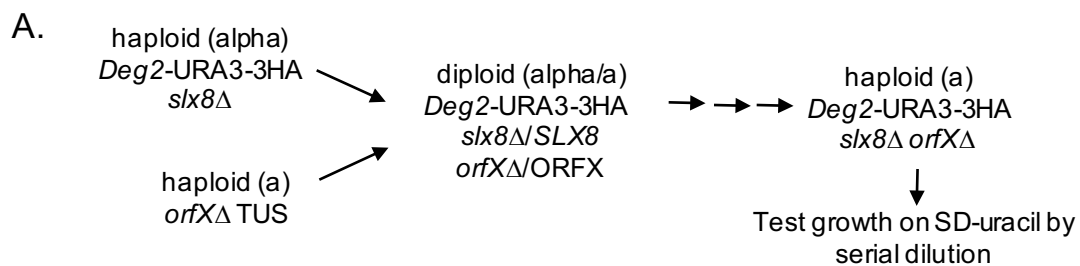 A.
haploid (alpha)
Deg2-URA3-3HA
slx8Δ
haploid (a)
orfXΔ TUS
diploid (alpha/a)
Deg2-URA3-3HA
slx8Δ/SLX8
orfXΔ/ORFX
haploid (a)
Deg2-URA3-3HA
slx8Δ orfXΔ
Test growth on SD-uracil by
serial dilution